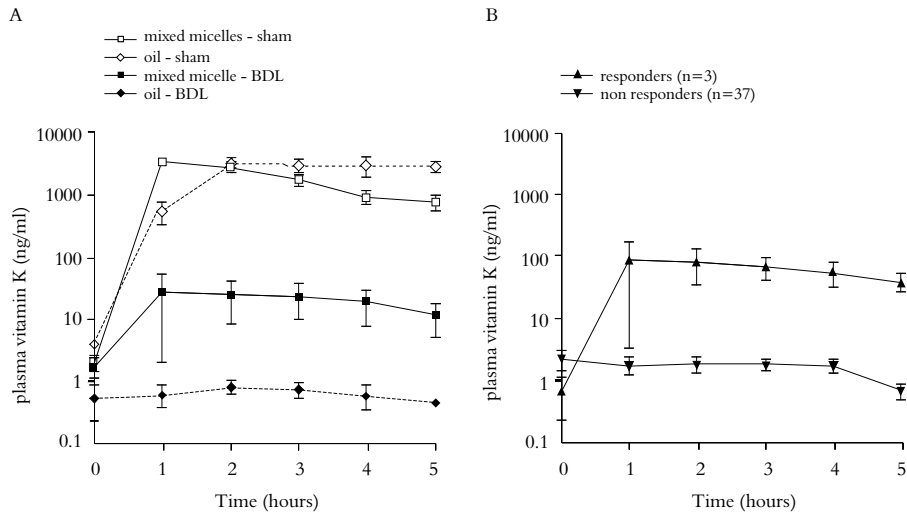 A
mixed micelles - sham
oil - sham
mixed micelle - BDL
oil - BDL
10000
1000
100
10
1
0.1
plasma vitamin K (ng/ml)
0 1 2 3 4 5
Time (hours)
B
responders (n=3)
non responders (n=37)
10000
1000
100
10
1
0.1
plasma vitamin K (ng/ml)
0 1 2 3 4 5
Time (hours)